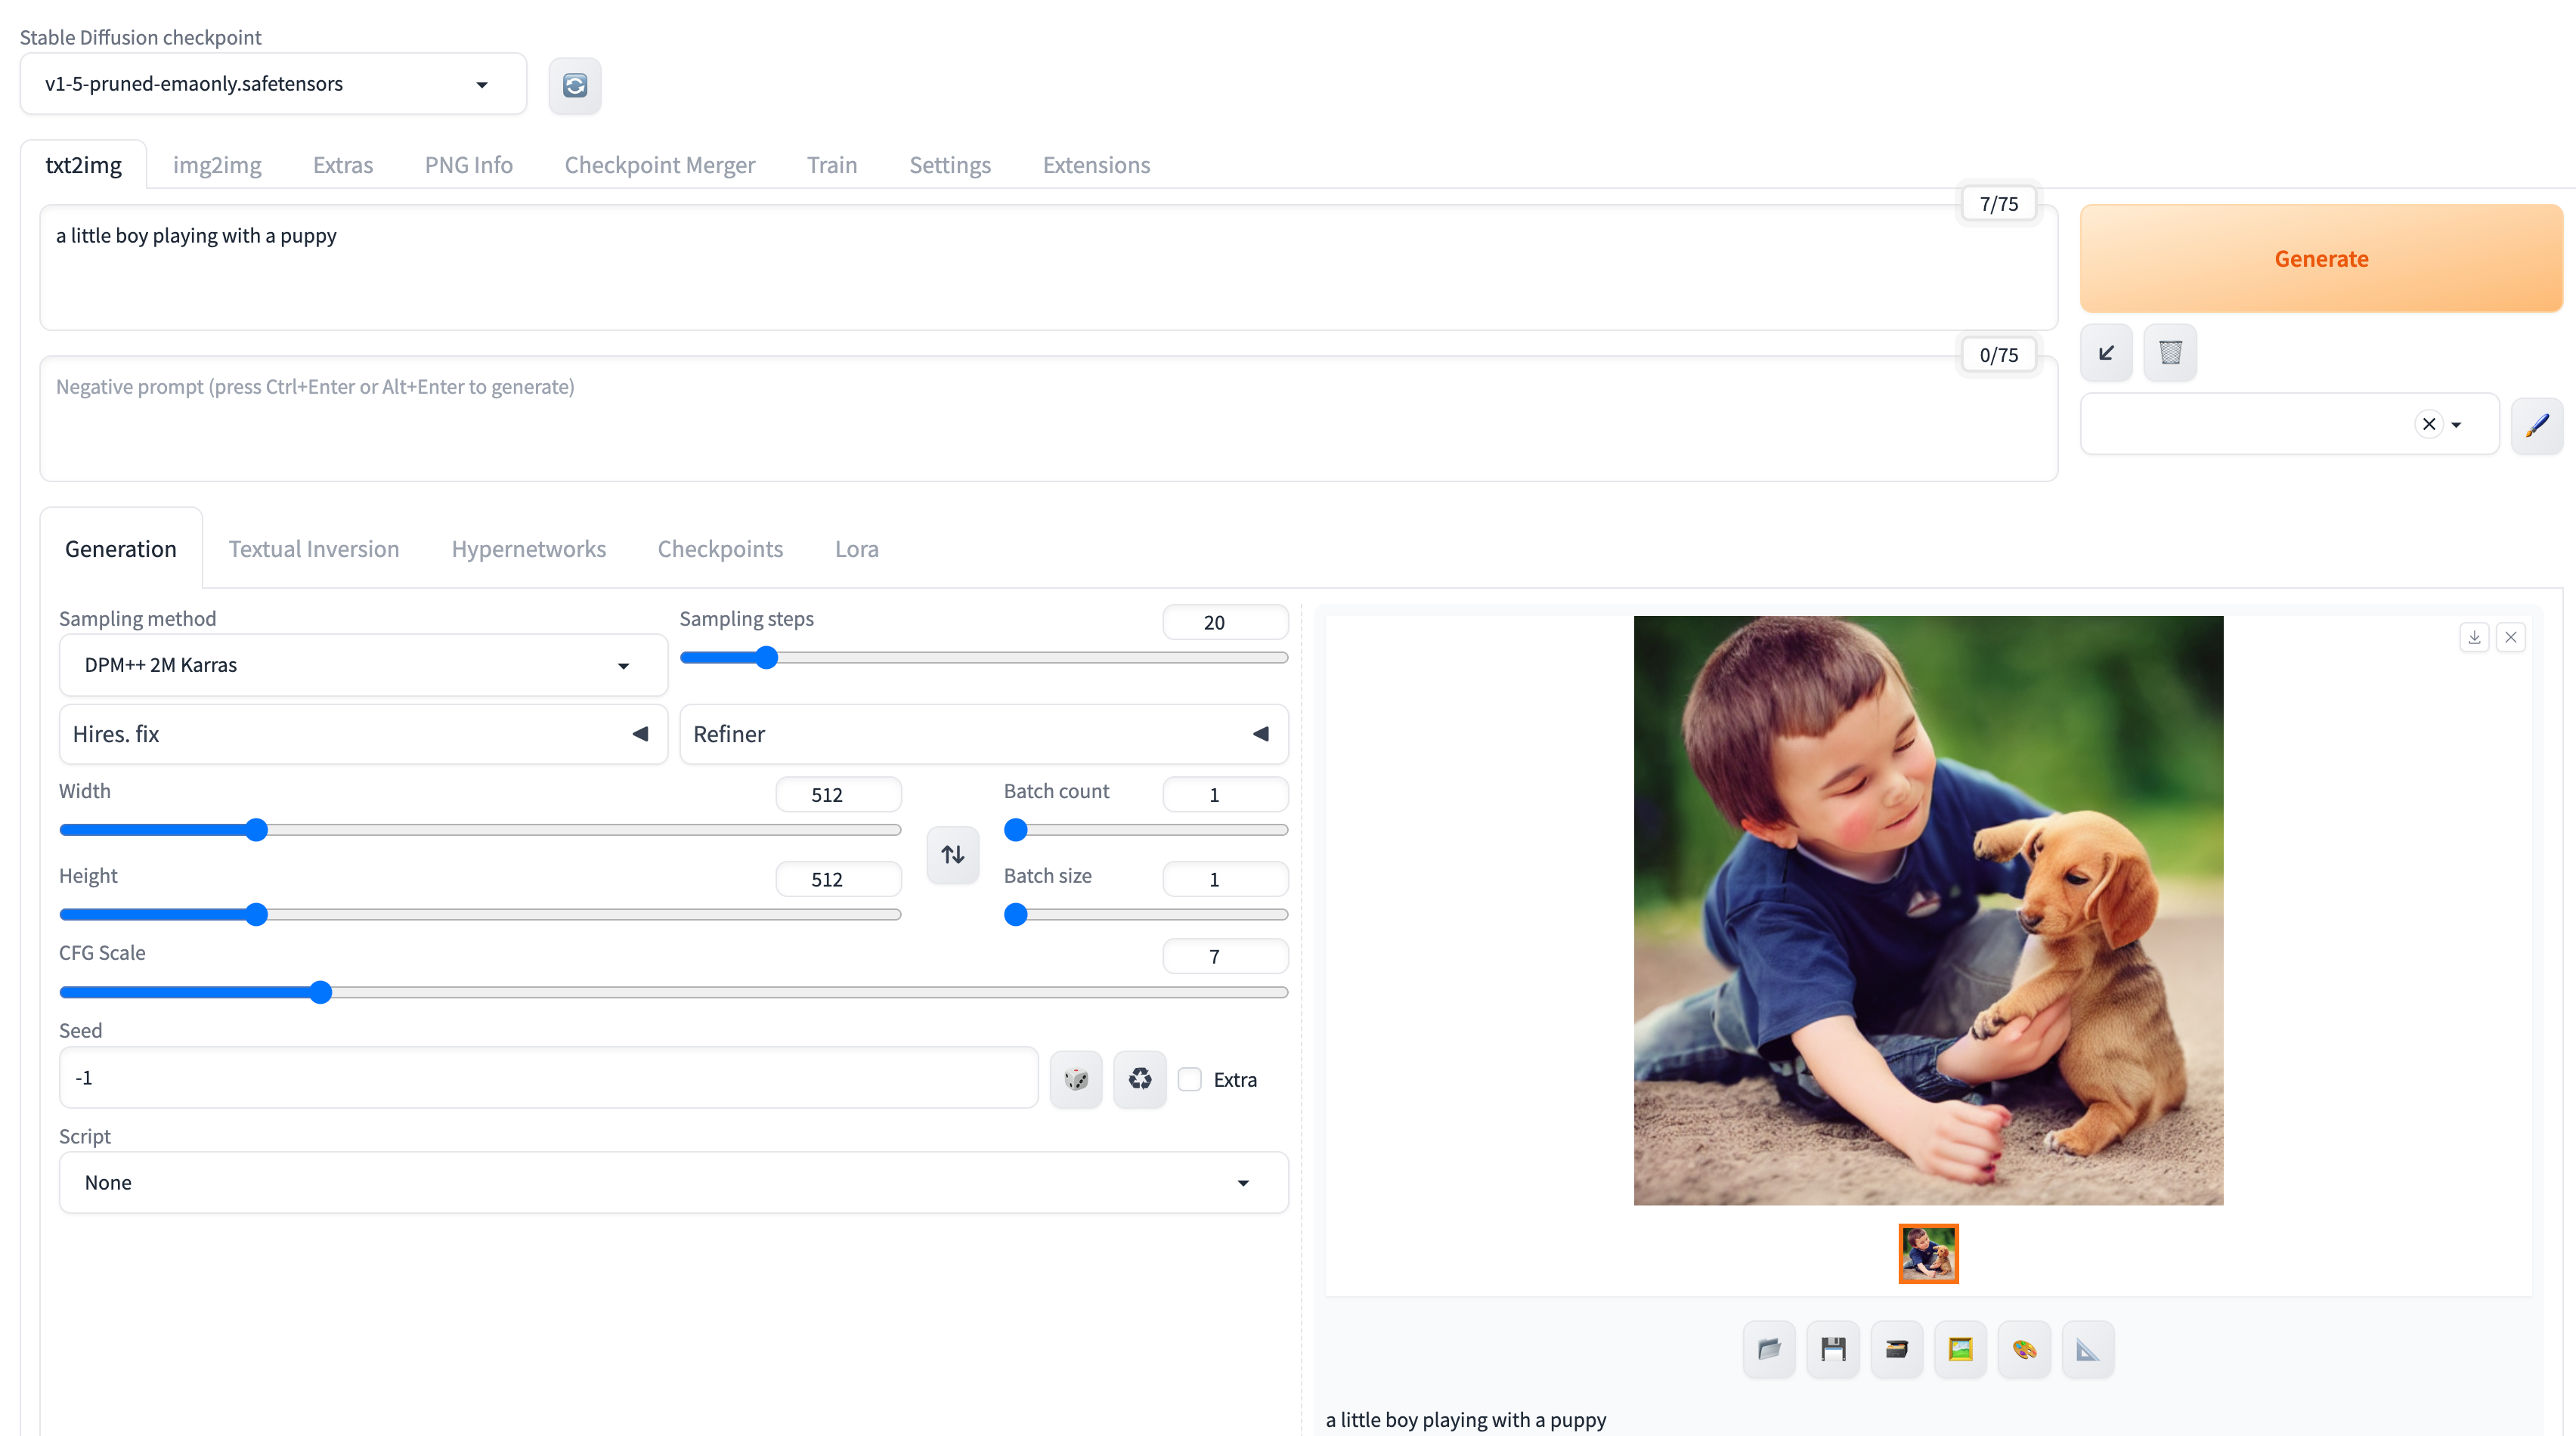 Stable Diffusion checkpoint
v1-5-pruned-emaonly.safetensors
txt2img img2img Extras PNG Info Checkpoint Merger Train Settings Extensions
7/75
a little boy playing with a puppy
Generate
0/75
Negative prompt (press Ctrl+Enter or Alt+Enter to generate)
Generation Textual Inversion Hypernetworks Checkpoints Lora
Sampling method
DPM++ 2M Karras
Sampling steps
20
Hires. fix
Refiner
Width
512
Batch count
1
Height
512
Batch size
1
CFG Scale
7
Seed
-1
Extra
Script
None
a little boy playing with a puppy